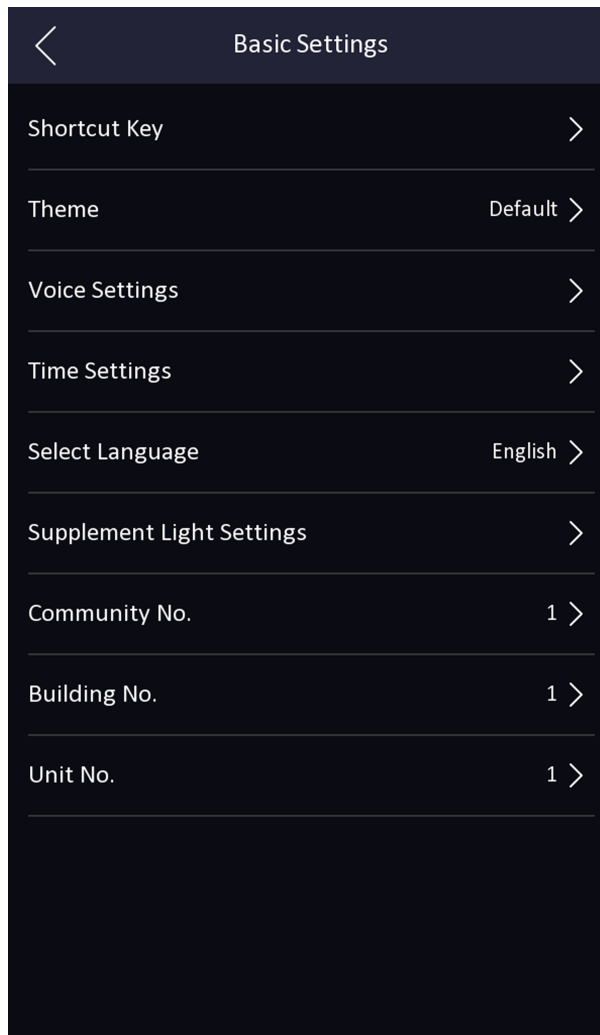 Basic Settings
Shortcut Key
Theme Default
Voice Settings
Time Settings
Select Language English
Supplement Light Settings
Community No. 1
Building No. 1
Unit No. 1